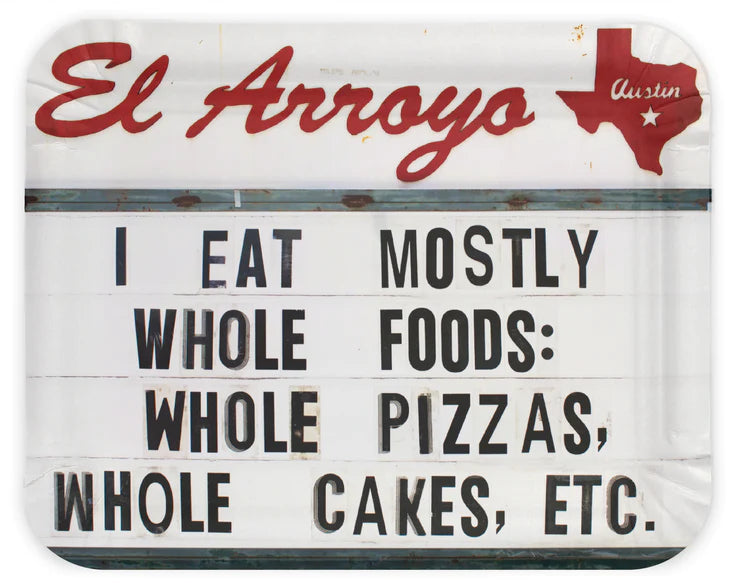 El Arroyo
Austin
I EAT MOSTLY
WHOLE FOODS:
WHOLE PIZZAS,
WHOLE CAKES, ETC.